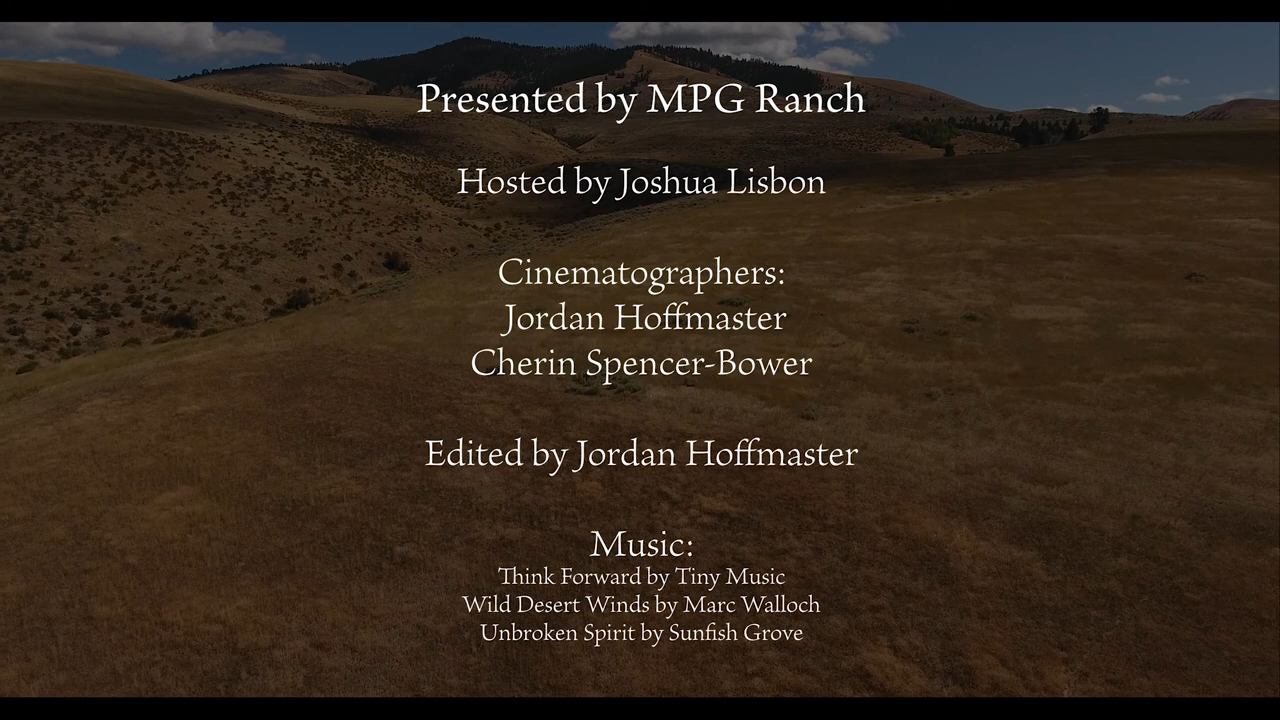 Presented by MPG Ranch
Hosted by Joshua Lisbon
Cinematographers:
Jordan Hoffmaster
Cherin Spencer-Bower
Edited by Jordan Hoffmaster
Music:
Think Forward by Tiny Music
Wild Desert Winds by Marc Walloch
Unbroken Spirit by Sunfish Grove